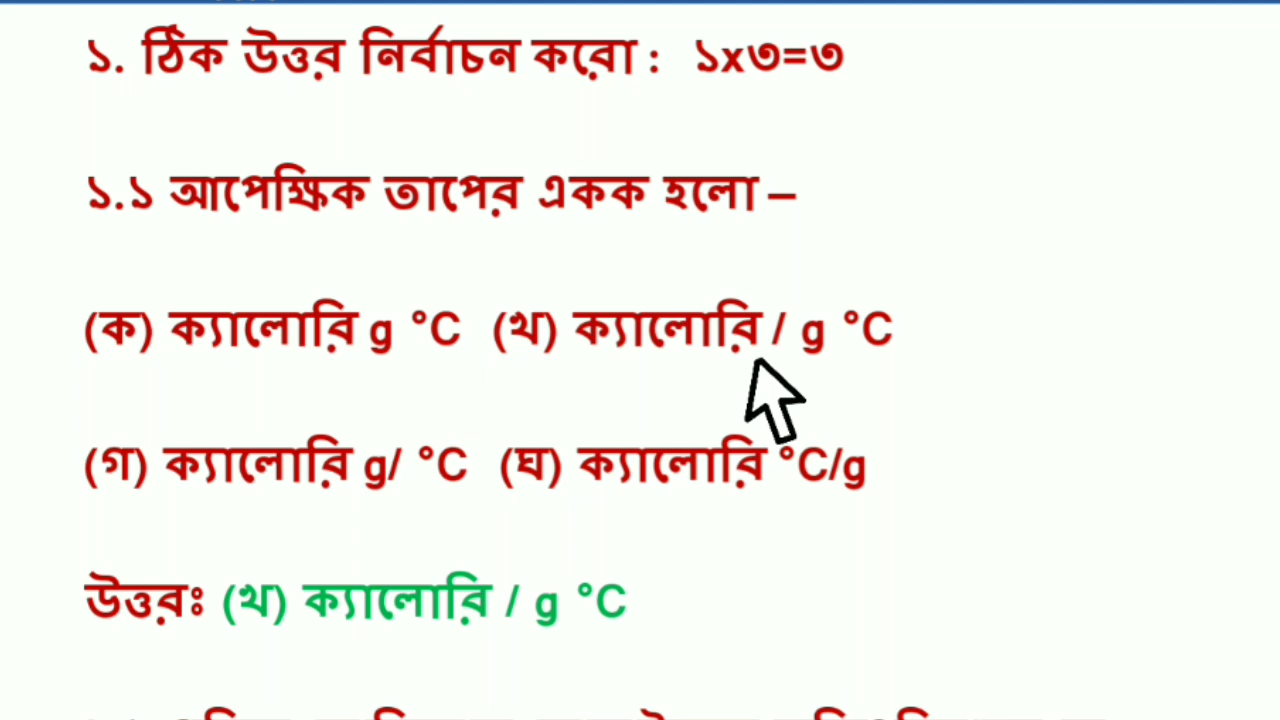 ১. ঠিক উত্তর নির্বাচন করো : ১x৩=৩
১.১ আপেক্ষিক তাপের একক হলো –
(ক) ক্যালোরি g °C (খ) ক্যালোরি / g °C
(গ) ক্যালোরি g/ °C (ঘ) ক্যালোরি °C/g
উত্তরঃ (খ) ক্যালোরি / g °C